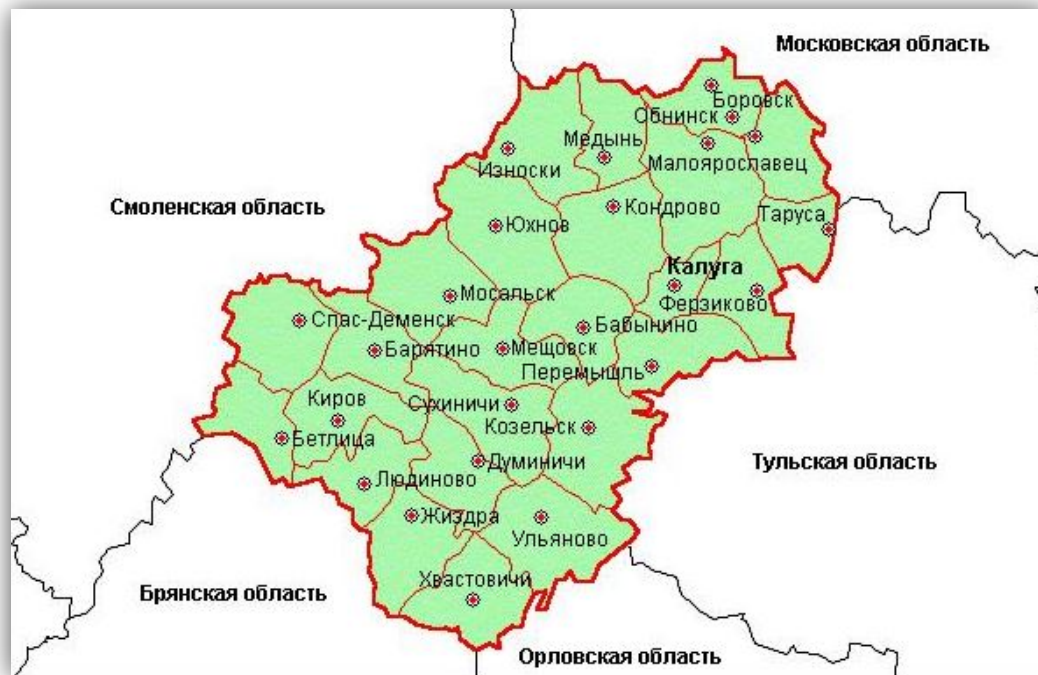 Московская область
Боровск
Обнинск
Медынь
Малоярославец
Износки
Смоленская область
Кондрово
Таруса
Юхнов
Калуга
Мосальск
Ферзиково
Спас-Деменск
Бабынино
Барятино
Мещовск
Перемышль
Киров
Сухиничи
Козельск
Бетлица
Думиничи
Тульская область
Людиново
Жиздра
Ульяново
Хвастовичи
Брянская область
Орловская область